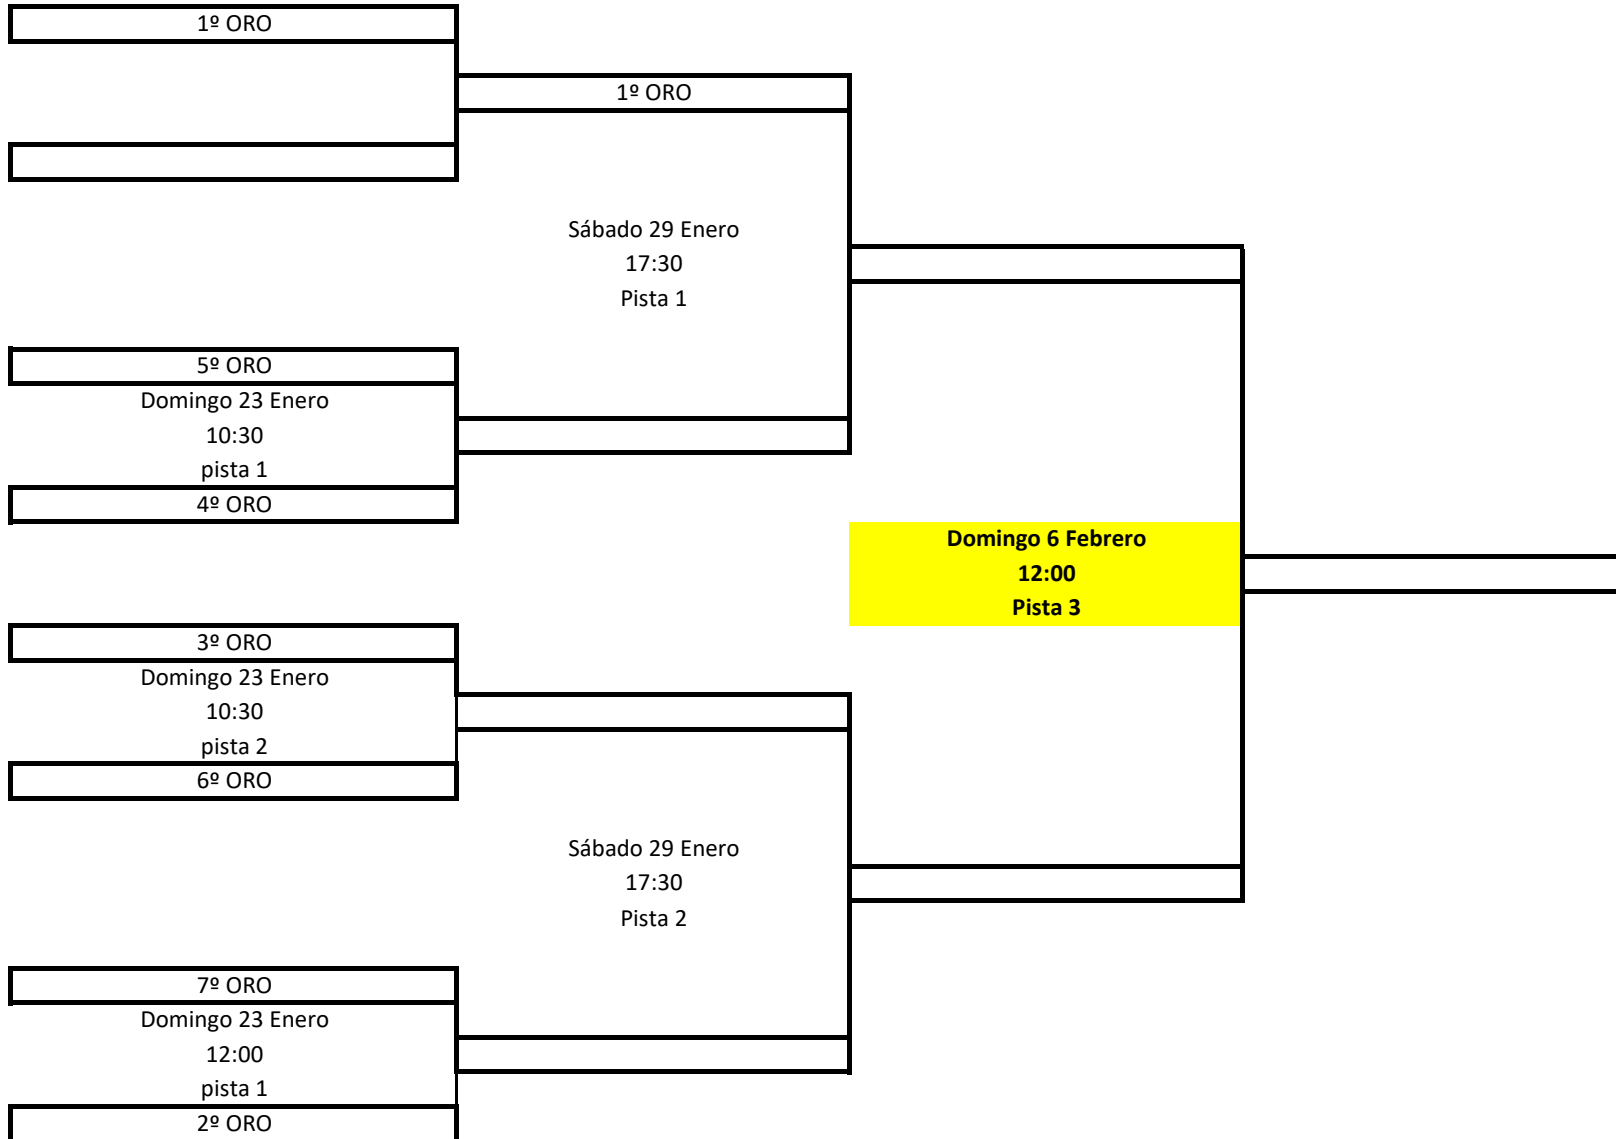 1º ORO
1º ORO
Sábado 29 Enero
17:30
Pista 1
5º ORO
Domingo 23 Enero
10:30
pista 1
4º ORO
Domingo 6 Febrero
12:00
Pista 3
3º ORO
Domingo 23 Enero
10:30
pista 2
6º ORO
Sábado 29 Enero
17:30
Pista 2
7º ORO
Domingo 23 Enero
12:00
pista 1
2º ORO